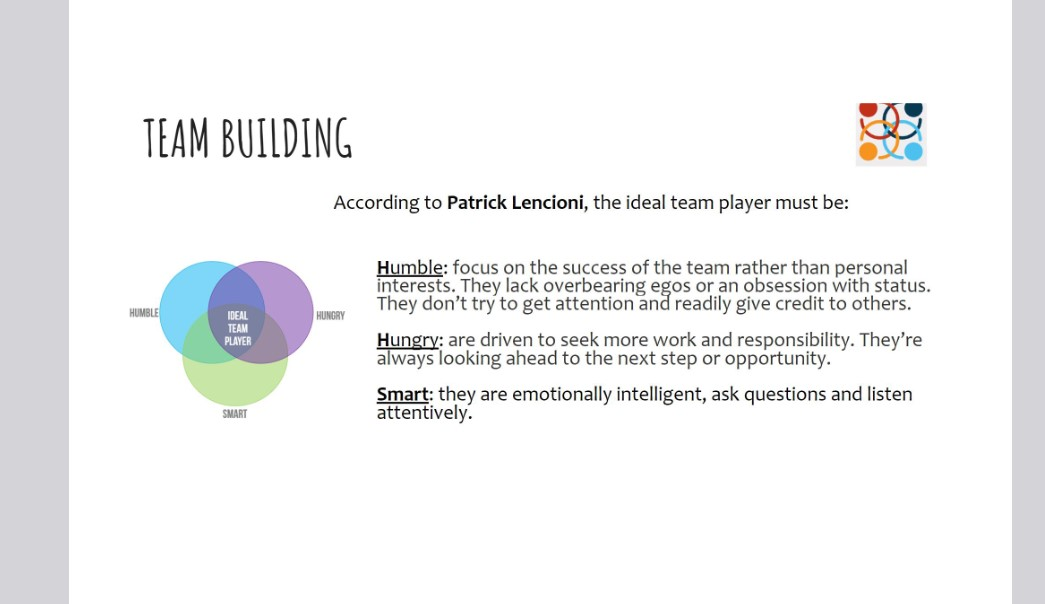 TEAM BUILDING
According to Patrick Lencioni, the ideal team player must be:
HUMBLE
HUNGRY
IDEAL
TEAM
PLAYER
SMART
Humble: focus on the success of the team rather than personal
interests. They lack overbearing egos or an obsession with status.
They don’t try to get attention and readily give credit to others.
Hungry: are driven to seek more work and responsibility. They’re
always looking ahead to the next step or opportunity.
Smart: they are emotionally intelligent, ask questions and listen
attentively.